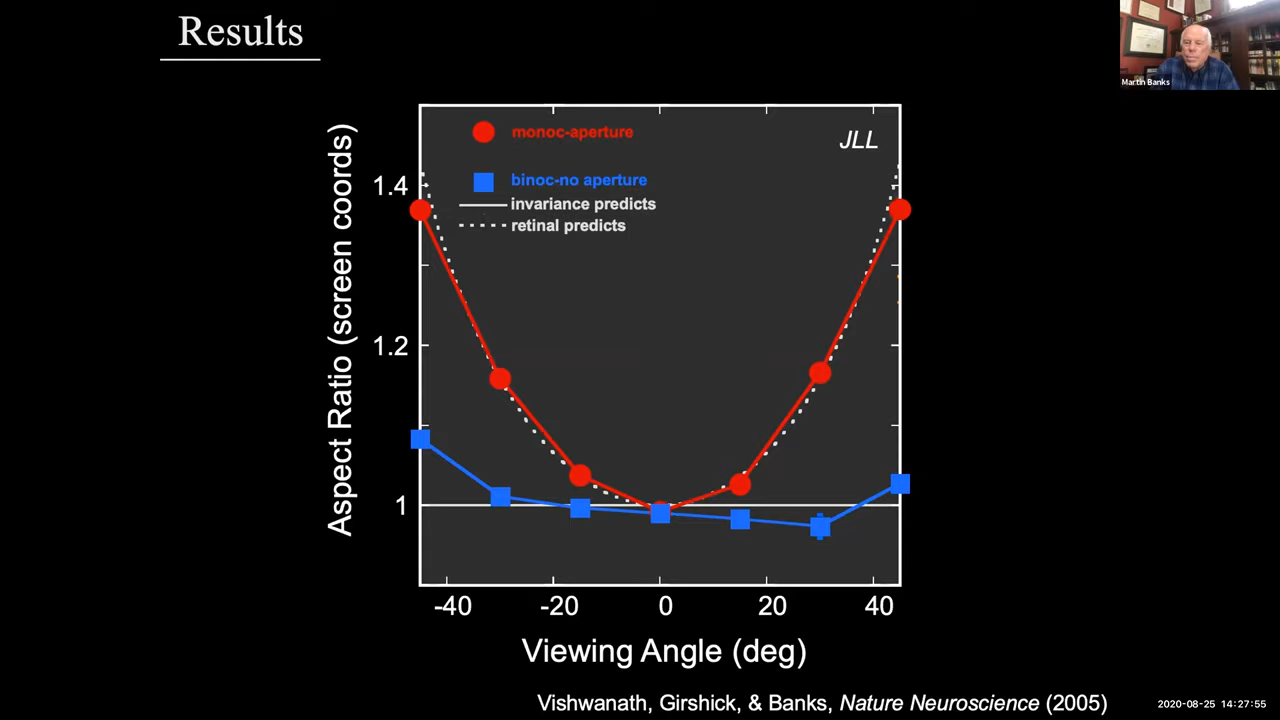 Results
Martin Banks
monoc-aperture
JLL
binoc-no aperture
invariance predicts
retinal predicts
Aspect Ratio (screen coords)
1.4
1.2
1
-40
-20
0
20
40
Viewing Angle (deg)
Vishwanath, Girshick, & Banks, Nature Neuroscience (2005)
2020-08-25 14:27:55